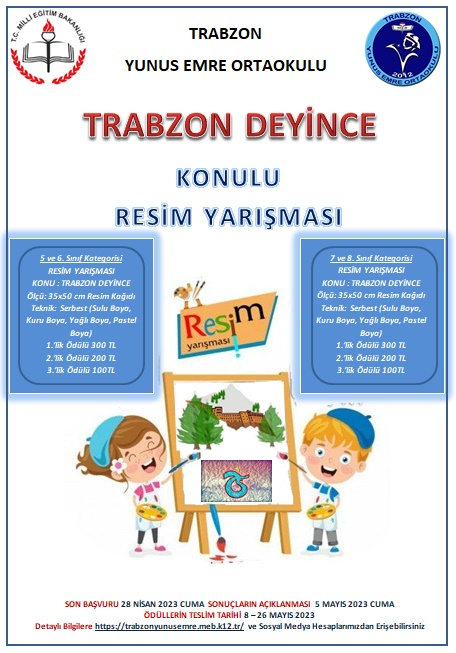 T.C. MİLLİ EĞİTİM BAKANLIĞI
TRABZON
YUNUS EMRE ORTAOKULU
TRABZON
YUNUS EMRE ORTAOKULU
2012
TRABZON DEYİNCE
KONULU
RESİM YARIŞMASI
5 ve 6. Sınıf Kategorisi
RESİM YARIŞMASI
KONU : TRABZON DEYİNCE
Ölçü: 35x50 cm Resim Kağıdı
Teknik: Serbest (Sulu Boya,
Kuru Boya, Yağlı Boya, Pastel
Boya)
1.'lik Ödülü 300 TL
2.'lik Ödülü 200 TL
3.'lik Ödülü 100TL
Resim
yarışması !
7 ve 8. Sınıf Kategorisi
RESİM YARIŞMASI
KONU : TRABZON DEYİNCE
Ölçü: 35x50 cm Resim Kağıdı
Teknik: Serbest (Sulu Boya,
Kuru Boya, Yağlı Boya, Pastel
Boya)
1.'lik Ödülü 300 TL
2.'lik Ödülü 200 TL
3.'lik Ödülü 100TL
SON BAŞVURU 28 NİSAN 2023 CUMA SONUÇLARIN AÇIKLANMASI 5 MAYIS 2023 CUMA
ÖDÜLLERİN TESLİM TARİHİ 8 – 26 MAYIS 2023
Detaylı Bilgilere https://trabzonyunusemre.meb.k12.tr/ ve Sosyal Medya Hesaplarımızdan Erişebilirsiniz